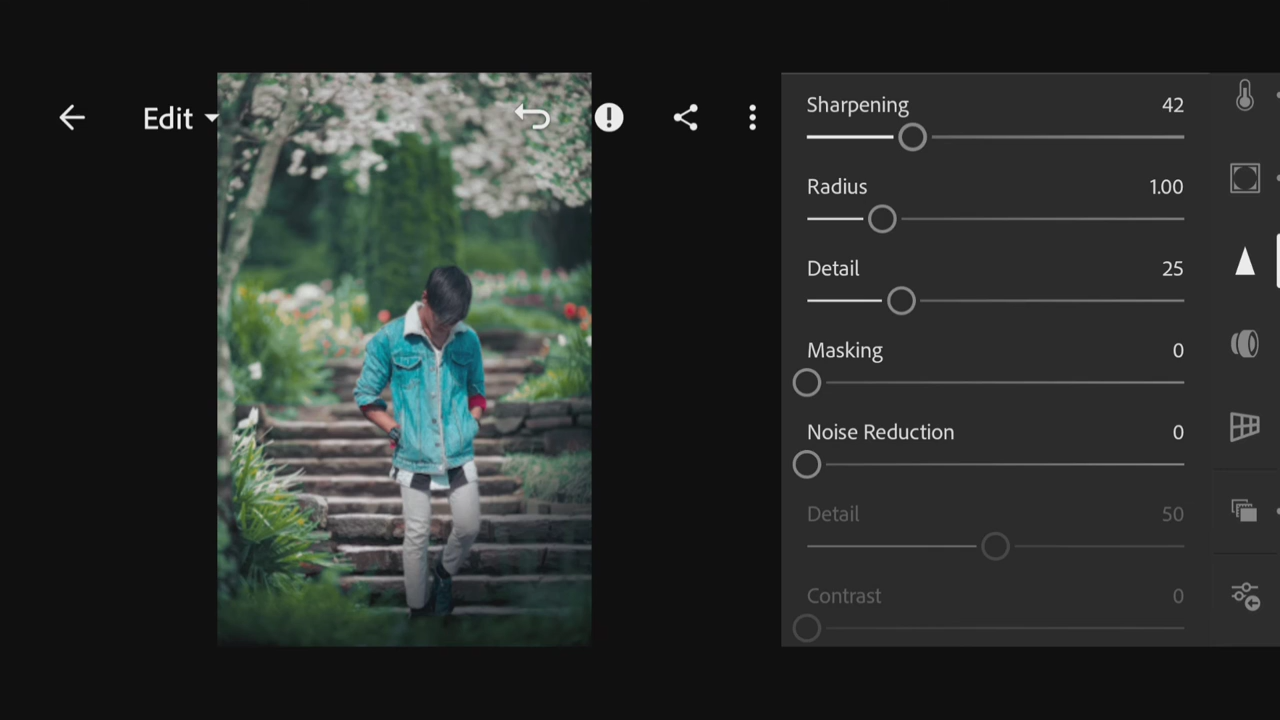 Edit
Sharpening 42
Radius 1.00
Detail 25
Masking 0
Noise Reduction 0
Detail 50
Contrast 0